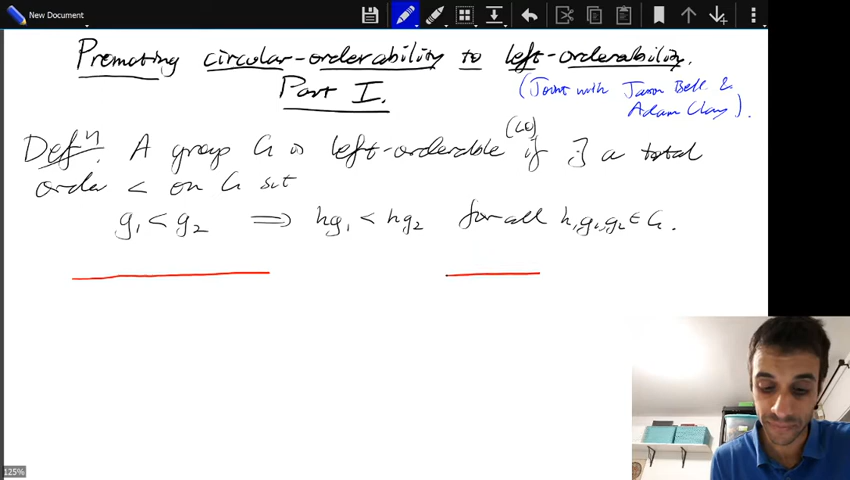 New Document
Promoting circular-orderability to left-orderability.
Part I.
(Joint with Jason Bell &
Adam Clay).
(LO)
Defⁿ. A group G is left-orderable if ∃ a total
order < on G s.t
g₁ < g₂ ⟹ hg₁ < hg₂ for all h, g₁, g₂ ∈ G.
125%